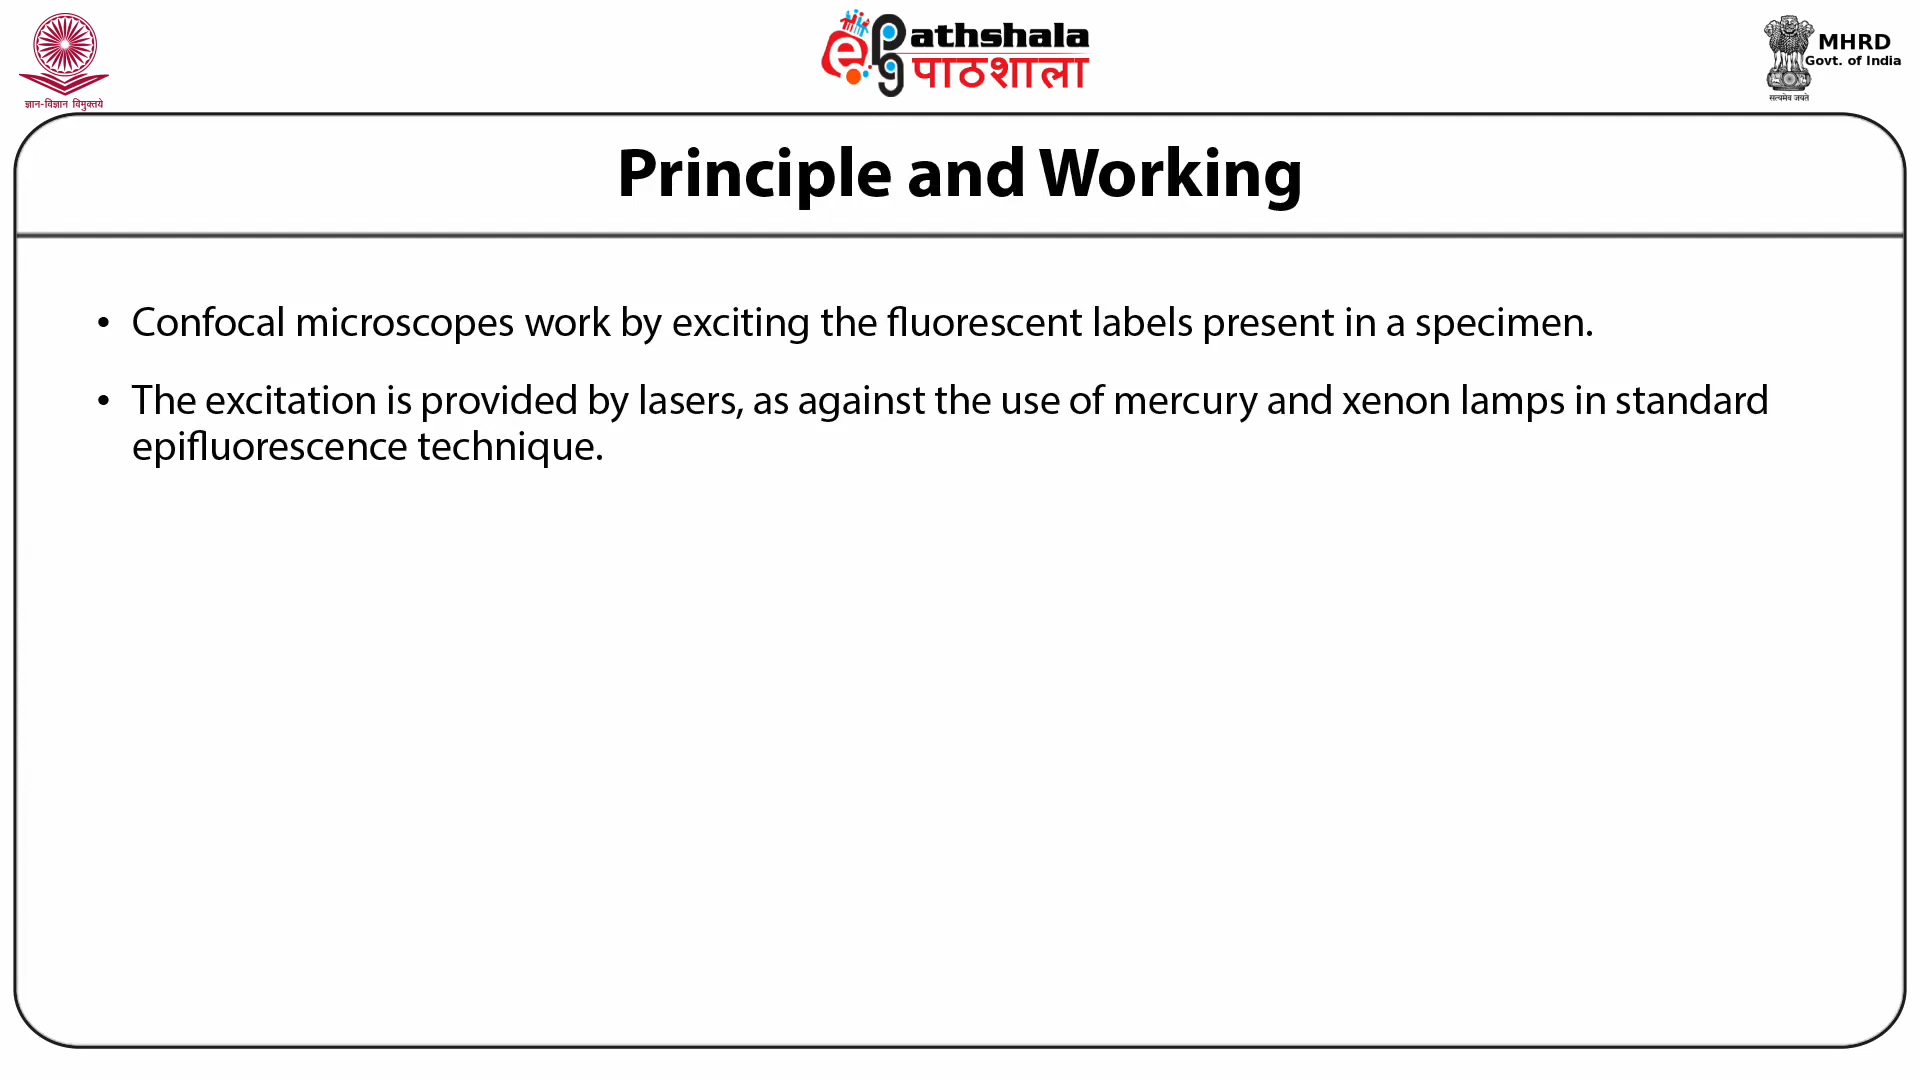 ज्ञान-विज्ञान विमुक्तये
ePGathshala
पाठशाला
MHRD
Govt. of India
सत्यमेव जयते
Principle and Working
• Confocal microscopes work by exciting the fluorescent labels present in a specimen.
• The excitation is provided by lasers, as against the use of mercury and xenon lamps in standard
epifluorescence technique.